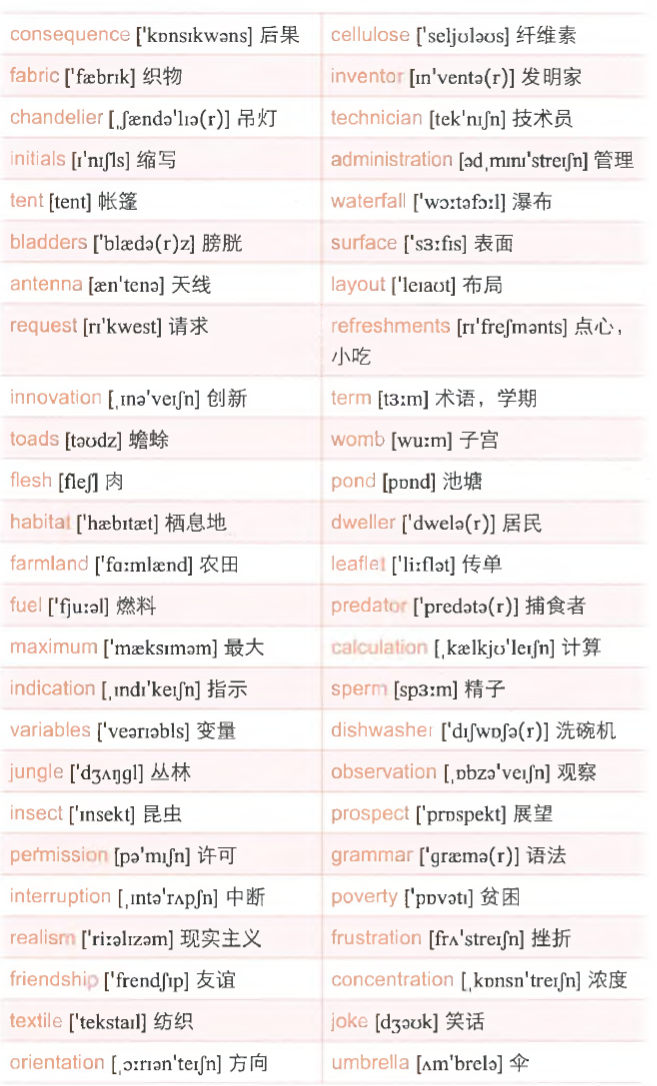 consequence ['kɒnsɪkwəns] 后果
cellulose ['seljʊləʊs] 纤维素
fabric ['fæbrɪk] 织物
inventor [ɪn'ventə(r)] 发明家
chandelier [ˌʃændə'lɪə(r)] 吊灯
technician [tek'nɪʃn] 技术员
initials [ɪ'nɪʃls] 缩写
administration [ədˌmɪnɪ'streɪʃn] 管理
tent [tent] 帐篷
waterfall ['wɔːtəfɔːl] 瀑布
bladders ['blædə(r)z] 膀胱
surface ['sɜːfɪs] 表面
antenna [æn'tenə] 天线
layout ['leɪaʊt] 布局
request [rɪ'kwest] 请求
refreshments [rɪ'freʃmənts] 点心，
小吃
innovation [ˌɪnə'veɪʃn] 创新
term [tɜːm] 术语，学期
toads [təʊdz] 蟾蜍
womb [wuːm] 子宫
flesh [fleʃ] 肉
pond [pɒnd] 池塘
habitat ['hæbɪtæt] 栖息地
dweller ['dwelə(r)] 居民
farmland ['fɑːmlænd] 农田
leaflet ['liːflət] 传单
fuel ['fjuːəl] 燃料
predator ['predətə(r)] 捕食者
maximum ['mæksɪməm] 最大
calculation [ˌkælkjʊ'leɪʃn] 计算
indication [ˌɪndɪ'keɪʃn] 指示
sperm [spɜːm] 精子
variables ['veərɪəbls] 变量
dishwasher ['dɪʃwɒʃə(r)] 洗碗机
jungle ['dʒʌŋgl] 丛林
observation [ˌɒbzə'veɪʃn] 观察
insect ['ɪnsekt] 昆虫
prospect ['prɒspekt] 展望
permission [pə'mɪʃn] 许可
grammar ['græmə(r)] 语法
interruption [ˌɪntə'rʌpʃn] 中断
poverty ['pɒvətɪ] 贫困
realism ['riːəlɪzəm] 现实主义
frustration [frʌ'streɪʃn] 挫折
friendship ['frendʃɪp] 友谊
concentration [ˌkɒnsn'treɪʃn] 浓度
textile ['tekstaɪl] 纺织
joke [dʒəʊk] 笑话
orientation [ˌɔːrɪən'teɪʃn] 方向
umbrella [ʌm'brelə] 伞